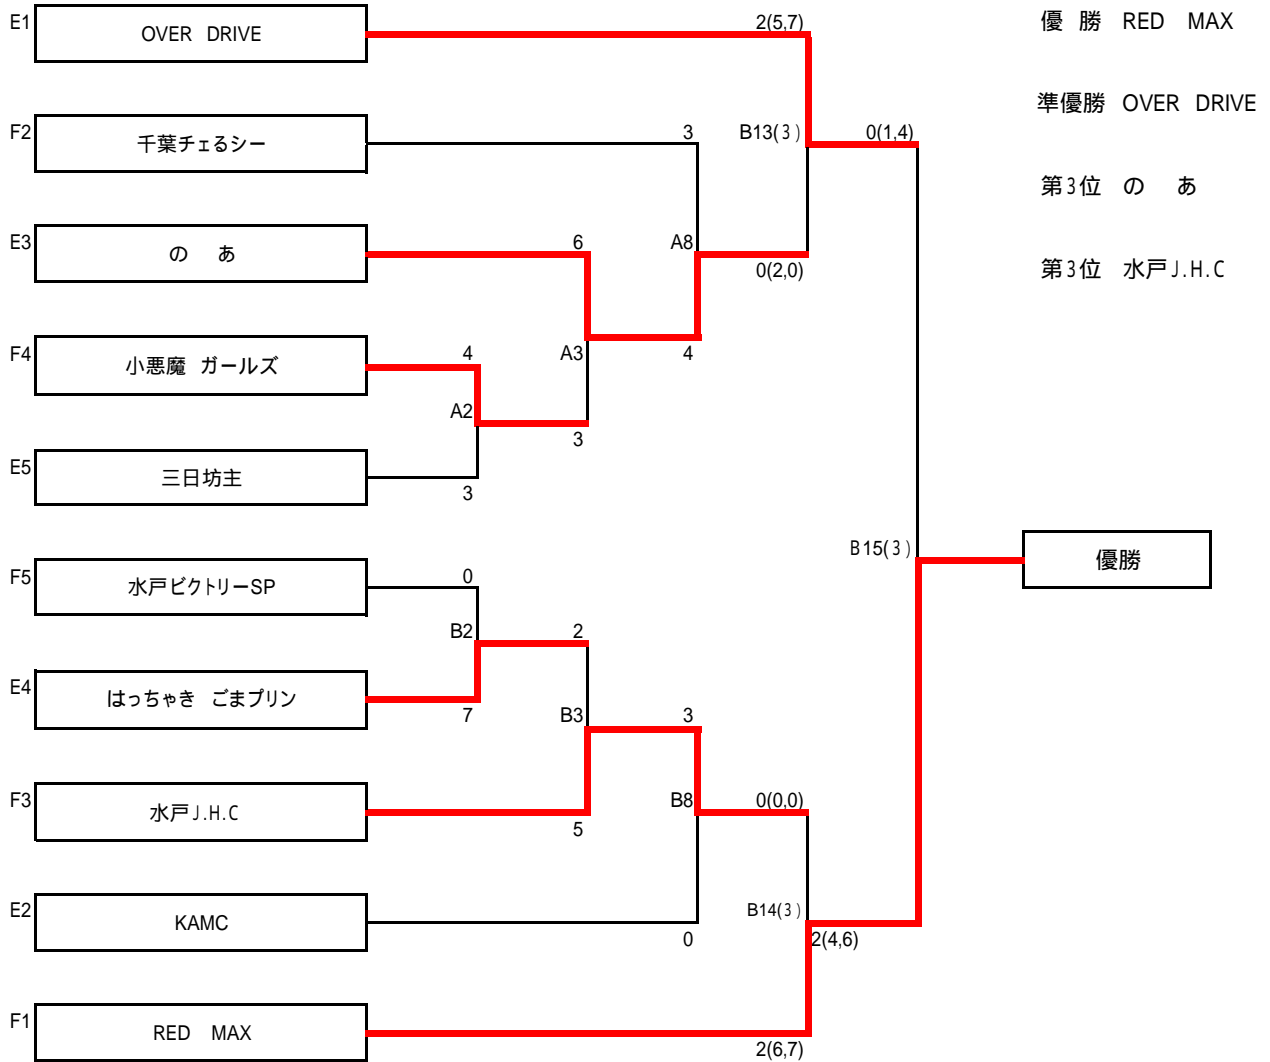 E1
OVER DRIVE
2(5,7)
優 勝 RED MAX
準優勝 OVER DRIVE
F2
千葉チェるシー
3
B13(3)
0(1,4)
第3位 の あ
E3
の あ
6
A8
0(2,0)
第3位 水戸J.H.C
F4
小悪魔 ガールズ
4
A3
4
A2
3
E5
三日坊主
3
F5
水戸ビクトリーSP
0
B15(3)
優勝
B2
2
E4
はっちゃき ごまプリン
7
B3
3
F3
水戸J.H.C
5
B8
0(0,0)
E2
KAMC
0
B14(3)
2(4,6)
F1
RED MAX
2(6,7)